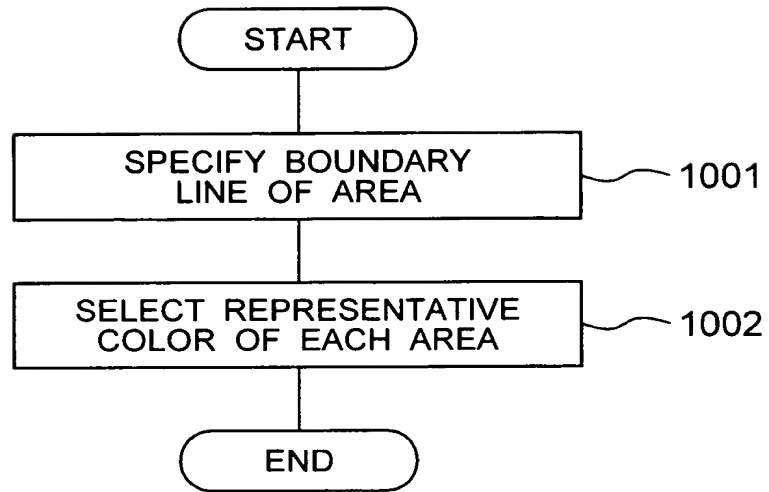 START
SPECIFY BOUNDARY
LINE OF AREA
1001
SELECT REPRESENTATIVE
COLOR OF EACH AREA
1002
END